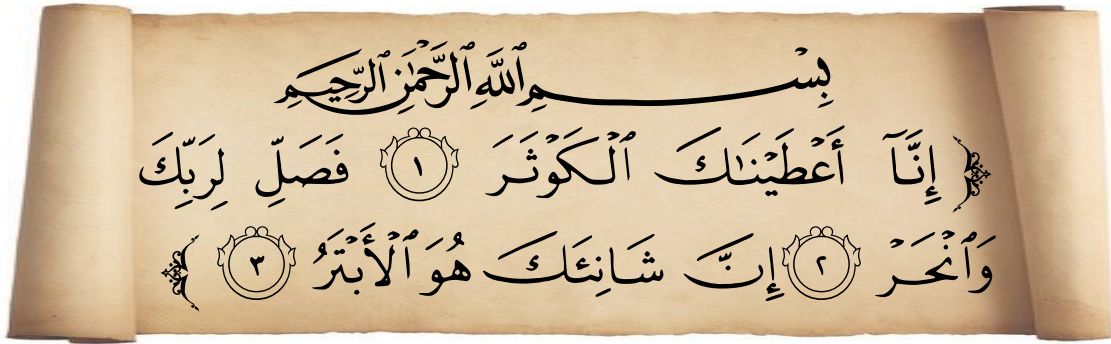 بِسْمِ ٱللَّهِ ٱلرَّحْمَٰنِ ٱلرَّحِيمِ
﴿ إِنَّآ أَعْطَيْنَـٰكَ ٱلْكَوْثَرَ ١ فَصَلِّ لِرَبِّكَ
وَٱنْحَرْ ٢ إِنَّ شَانِئَكَ هُوَ ٱلْأَبْتَرُ ٣ ﴾